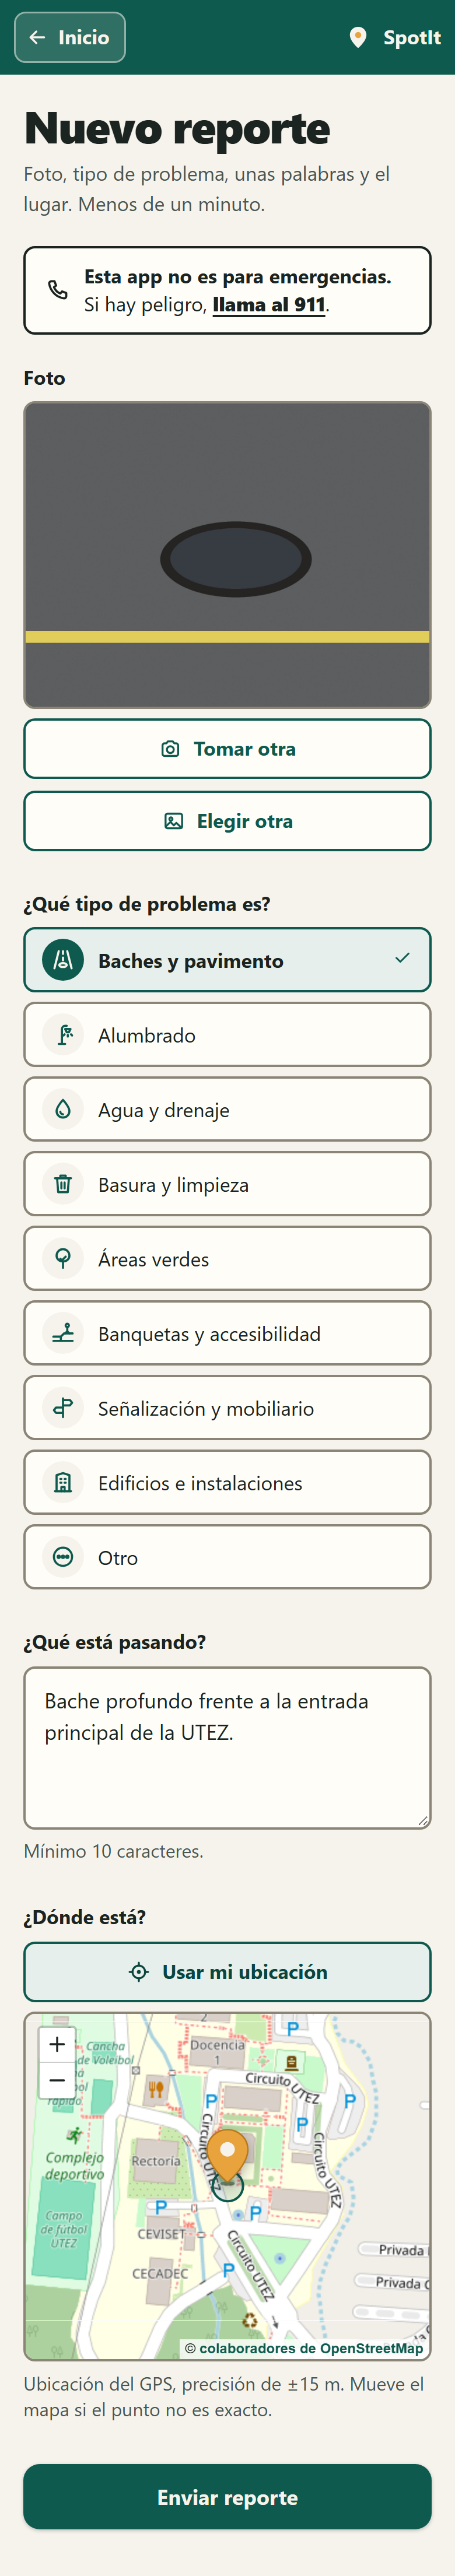 Inicio
SpotIt
Nuevo reporte
Foto, tipo de problema, unas palabras y el
lugar. Menos de un minuto.
Esta app no es para emergencias.
Si hay peligro, llama al 911.
Foto
Tomar otra
Elegir otra
¿Qué tipo de problema es?
Baches y pavimento
Alumbrado
Agua y drenaje
Basura y limpieza
Áreas verdes
Banquetas y accesibilidad
Señalización y mobiliario
Edificios e instalaciones
Otro
¿Qué está pasando?
Bache profundo frente a la entrada
principal de la UTEZ.
Mínimo 10 caracteres.
¿Dónde está?
Usar mi ubicación
+
−
2
P
Cancha
de Voleibol
Docencia
1
Circuito UTEZ
rápido
P
P
P
Complejo
deportivo
Rectoría
Circuito UTEZ
Circuito UTEZ
Campo
de futbol
UTEZ
P
P
CEVISET
CECADEC
P
Circuito UTEZ
Privada
Privada
© colaboradores de OpenStreetMap
Ubicación del GPS, precisión de ±15 m. Mueve el
mapa si el punto no es exacto.
Enviar reporte